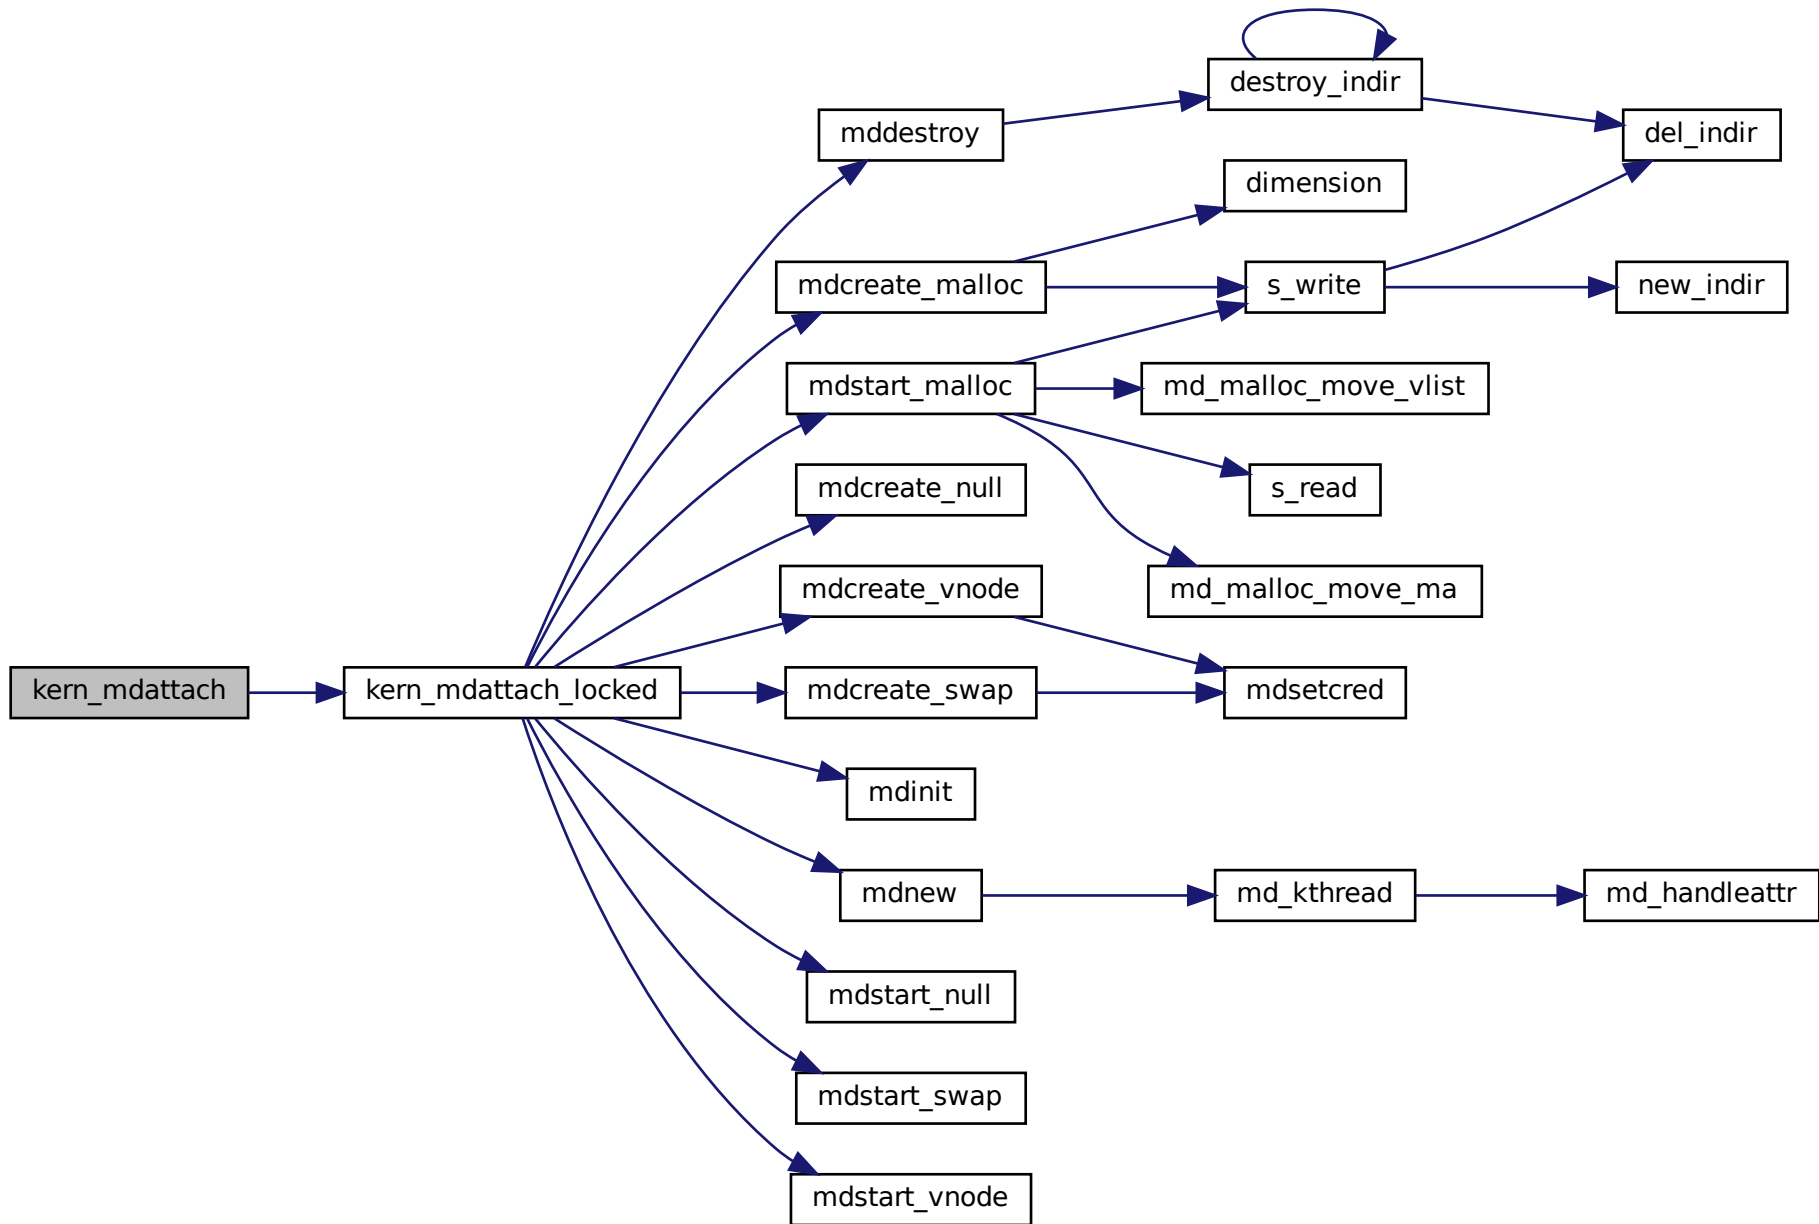 destroy_indir
mddestroy
del_indir
dimension
mdcreate_malloc
s_write
new_indir
mdstart_malloc
md_malloc_move_vlist
mdcreate_null
s_read
mdcreate_vnode
md_malloc_move_ma
kern_mdattach
kern_mdattach_locked
mdcreate_swap
mdsetcred
mdinit
mdnew
md_kthread
md_handleattr
mdstart_null
mdstart_swap
mdstart_vnode